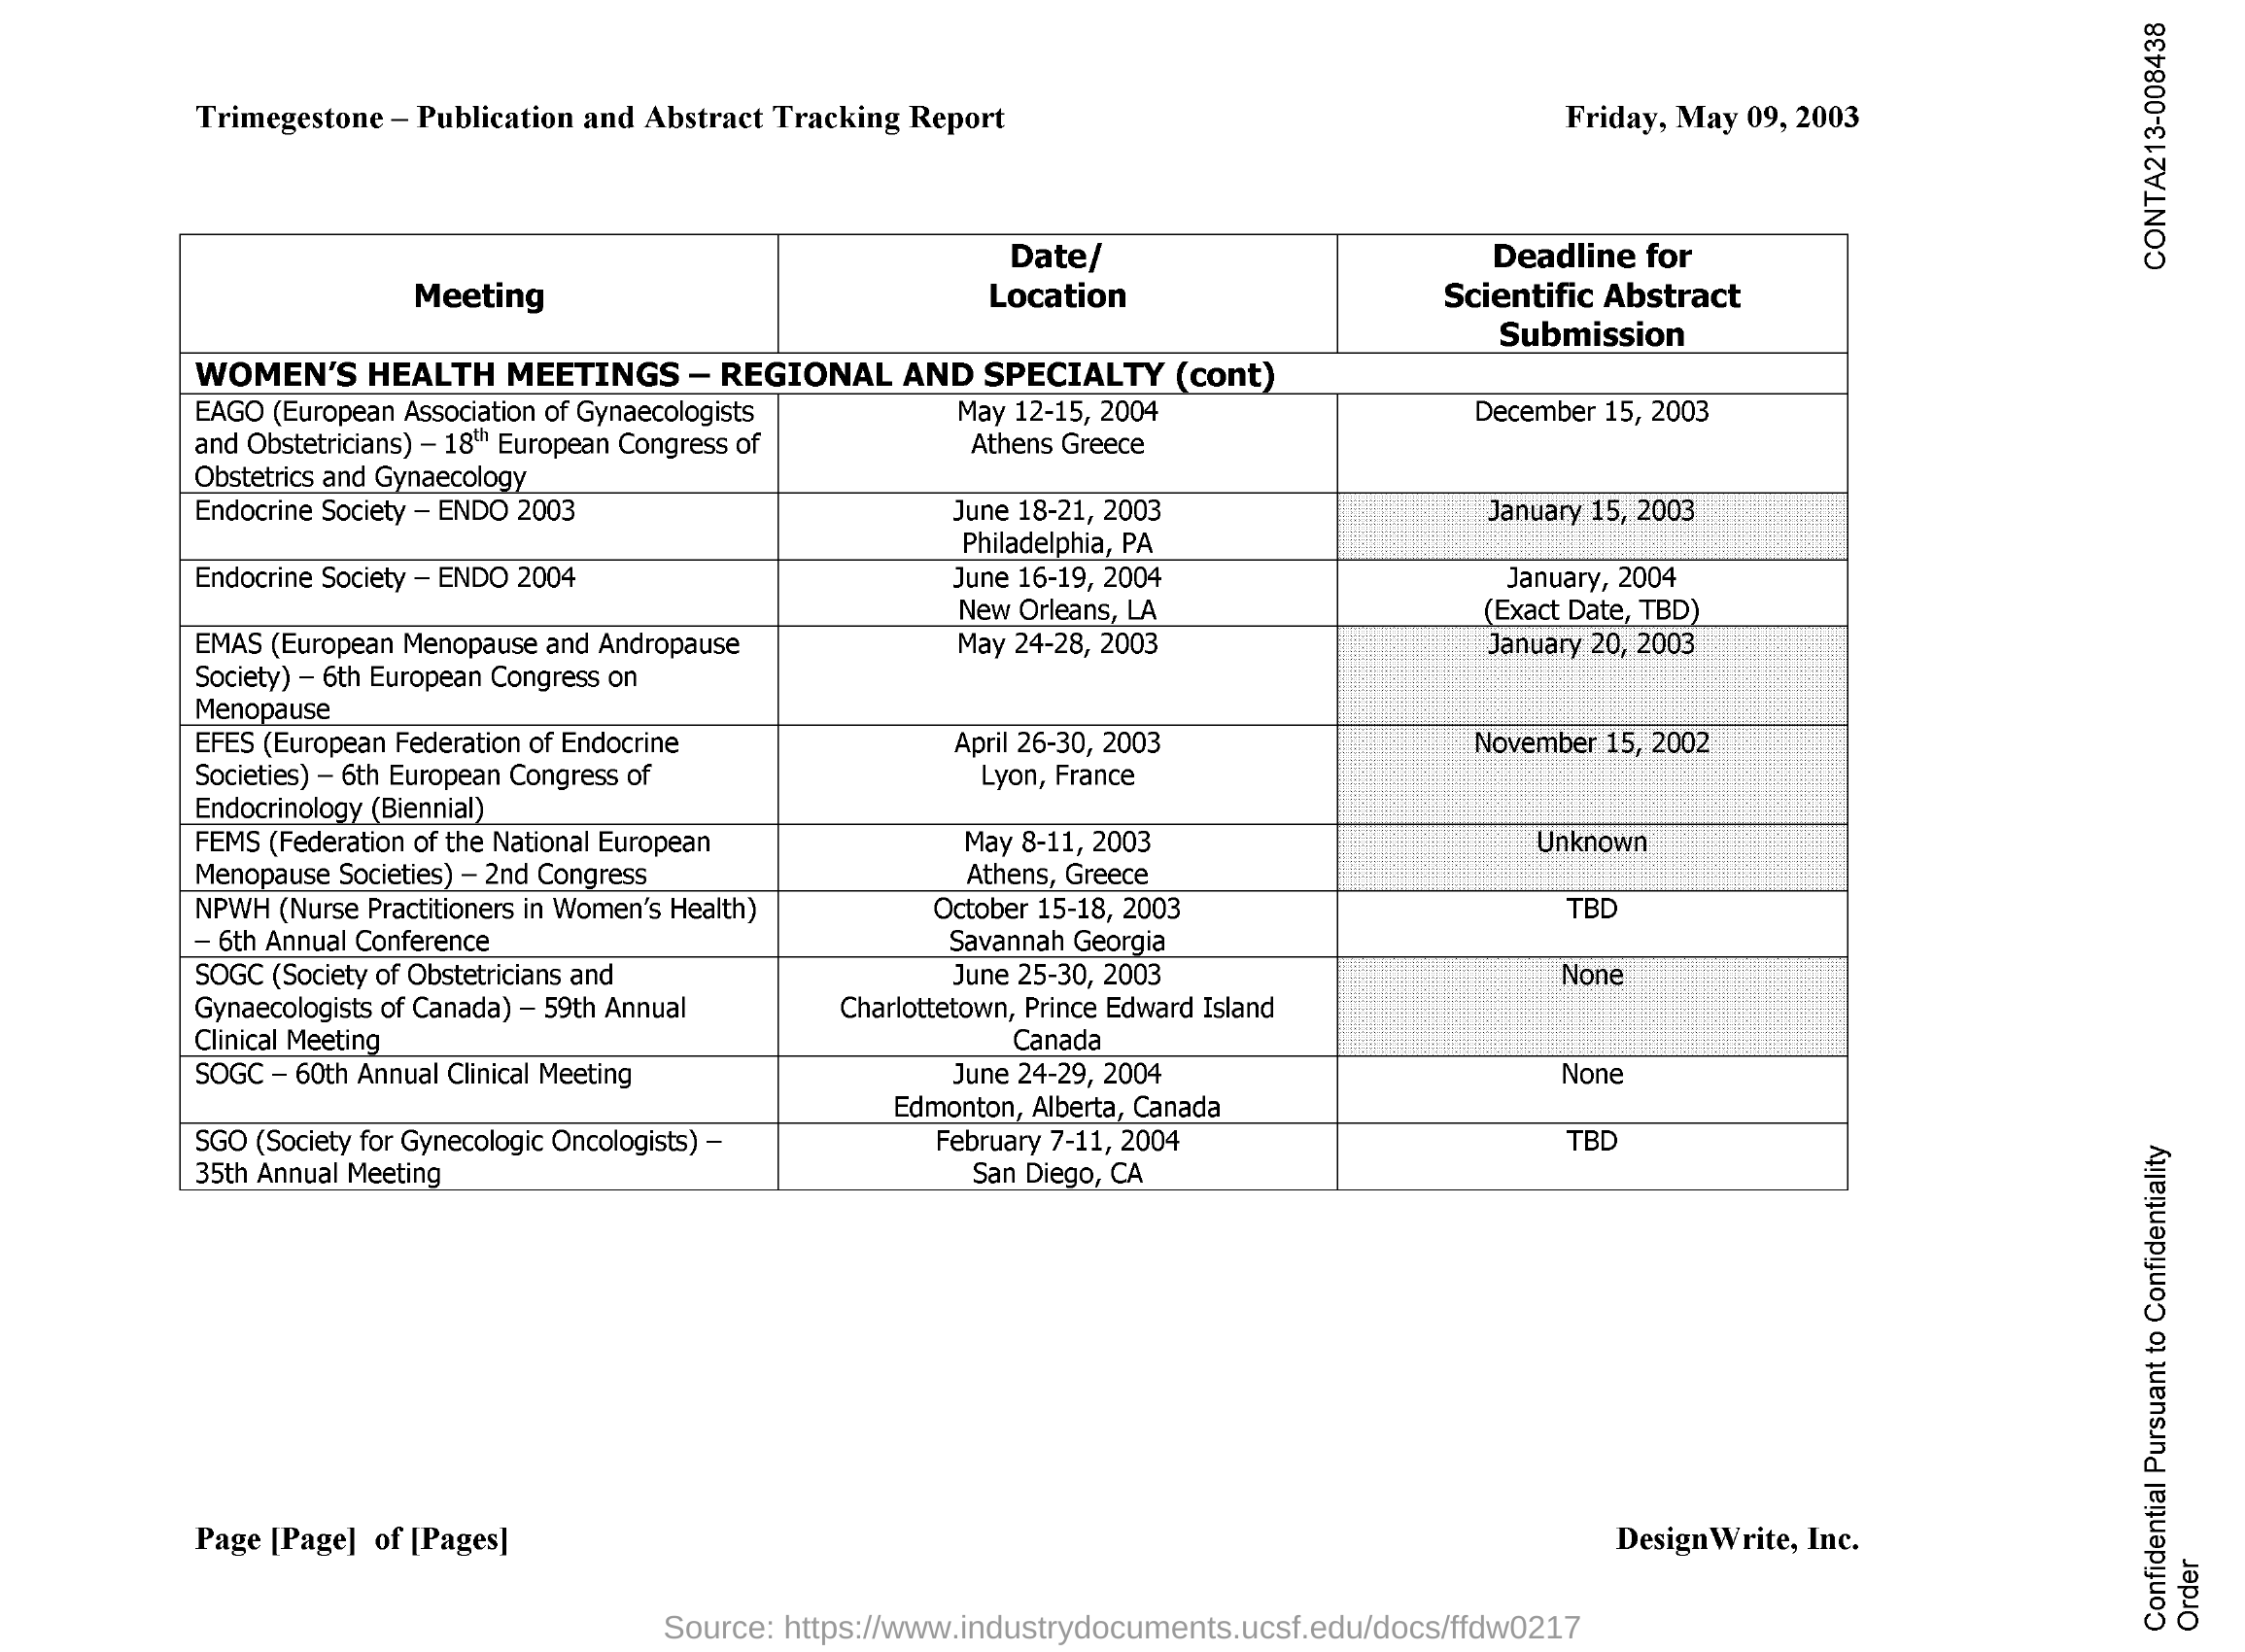 Trimegestone – Publication and Abstract Tracking Report
Friday, May 09, 2003
Meeting
Date/
Location
Deadline for
Scientific Abstract
Submission
WOMEN'S HEALTH MEETINGS – REGIONAL AND SPECIALTY (cont)
EAGO (European Association of Gynaecologists
and Obstetricians) – 18th European Congress of
Obstetrics and Gynaecology
May 12-15, 2004
Athens Greece
December 15, 2003
Endocrine Society – ENDO 2003
June 18-21, 2003
Philadelphia, PA
January 15, 2003
Endocrine Society – ENDO 2004
June 16-19, 2004
New Orleans, LA
January, 2004
(Exact Date, TBD)
EMAS (European Menopause and Andropause
Society) – 6th European Congress on
Menopause
May 24-28, 2003
January 20, 2003
EFES (European Federation of Endocrine
Societies) – 6th European Congress of
Endocrinology (Biennial)
April 26-30, 2003
Lyon, France
November 15, 2002
FEMS (Federation of the National European
Menopause Societies) – 2nd Congress
May 8-11, 2003
Athens, Greece
Unknown
NPWH (Nurse Practitioners in Women's Health)
– 6th Annual Conference
October 15-18, 2003
Savannah Georgia
TBD
SOGC (Society of Obstetricians and
Gynaecologists of Canada) – 59th Annual
Clinical Meeting
June 25-30, 2003
Charlottetown, Prince Edward Island
Canada
None
SOGC – 60th Annual Clinical Meeting
June 24-29, 2004
Edmonton, Alberta, Canada
None
SGO (Society for Gynecologic Oncologists) –
35th Annual Meeting
February 7-11, 2004
San Diego, CA
TBD
Page [Page] of [Pages]
DesignWrite, Inc.
CONTA213-008438
Confidential Pursuant to Confidentiality
Order
Source: https://www.industrydocuments.ucsf.edu/docs/ffdw0217